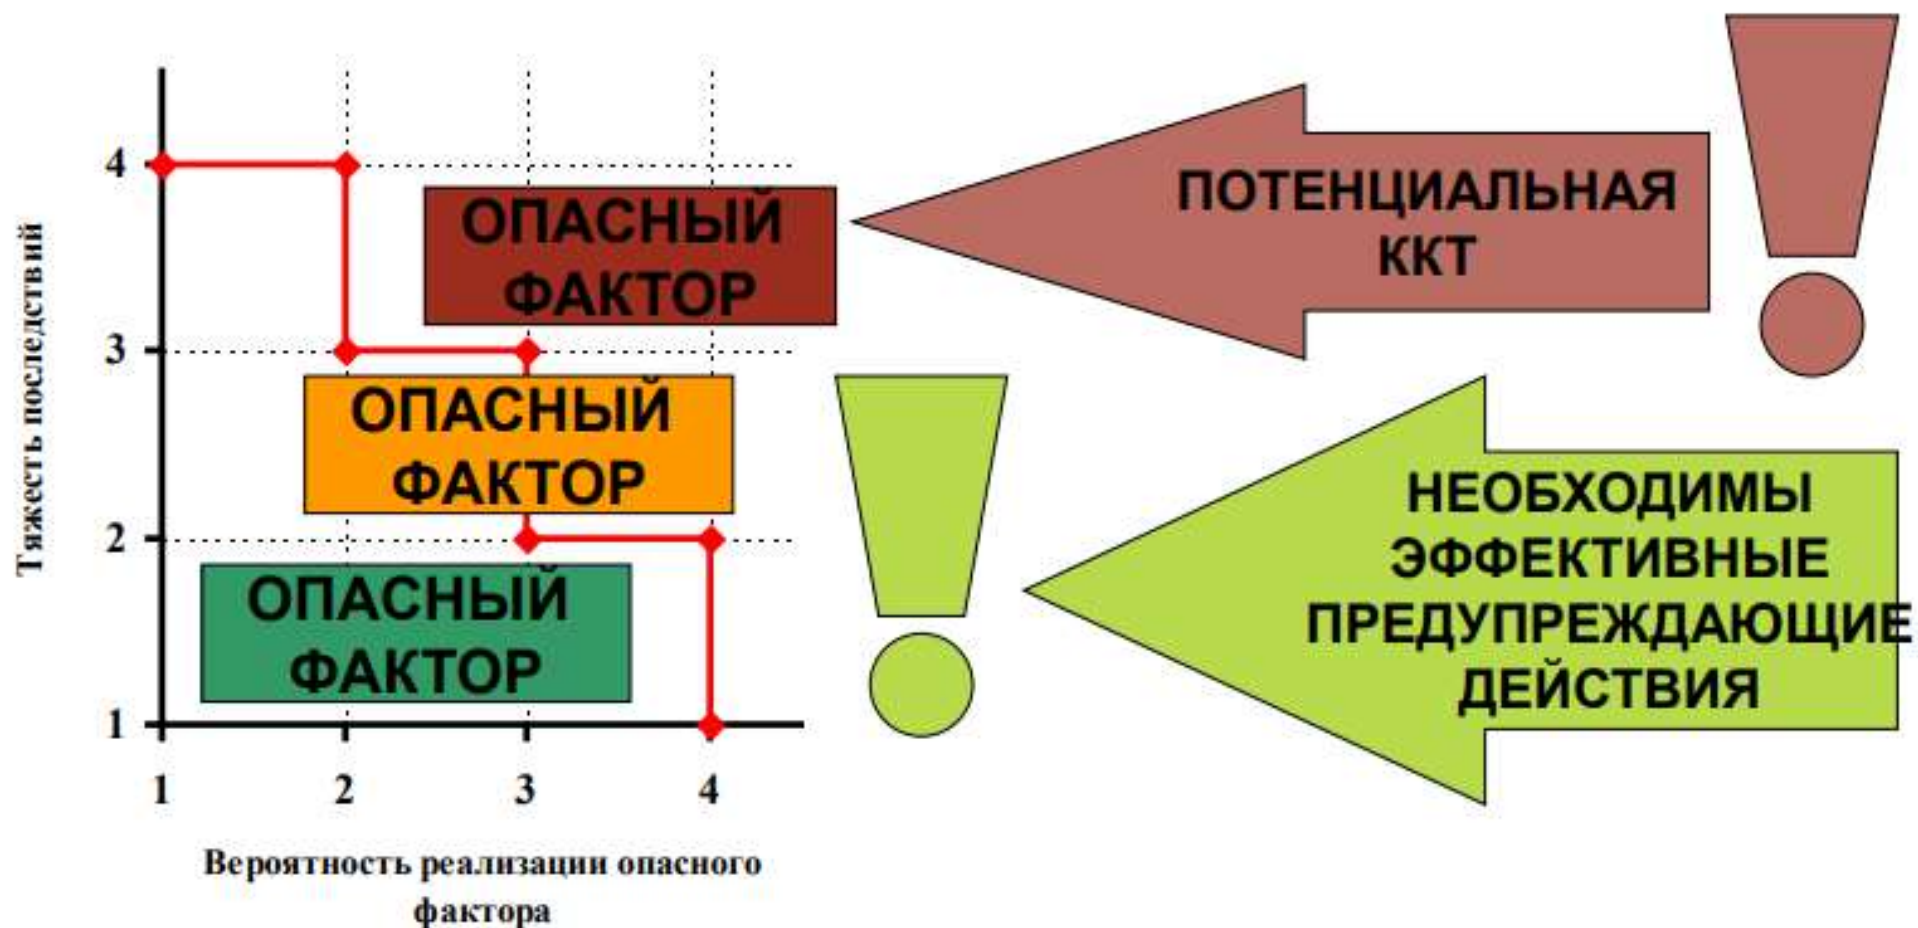 Тяжесть последствий
4
3
2
1
1 2 3 4
Вероятность реализации опасного
фактора
ОПАСНЫЙ
ФАКТОР
ОПАСНЫЙ
ФАКТОР
ОПАСНЫЙ
ФАКТОР
ПОТЕНЦИАЛЬНАЯ
ККТ
НЕОБХОДИМЫ
ЭФФЕКТИВНЫЕ
ПРЕДУПРЕЖДАЮЩИЕ
ДЕЙСТВИЯ